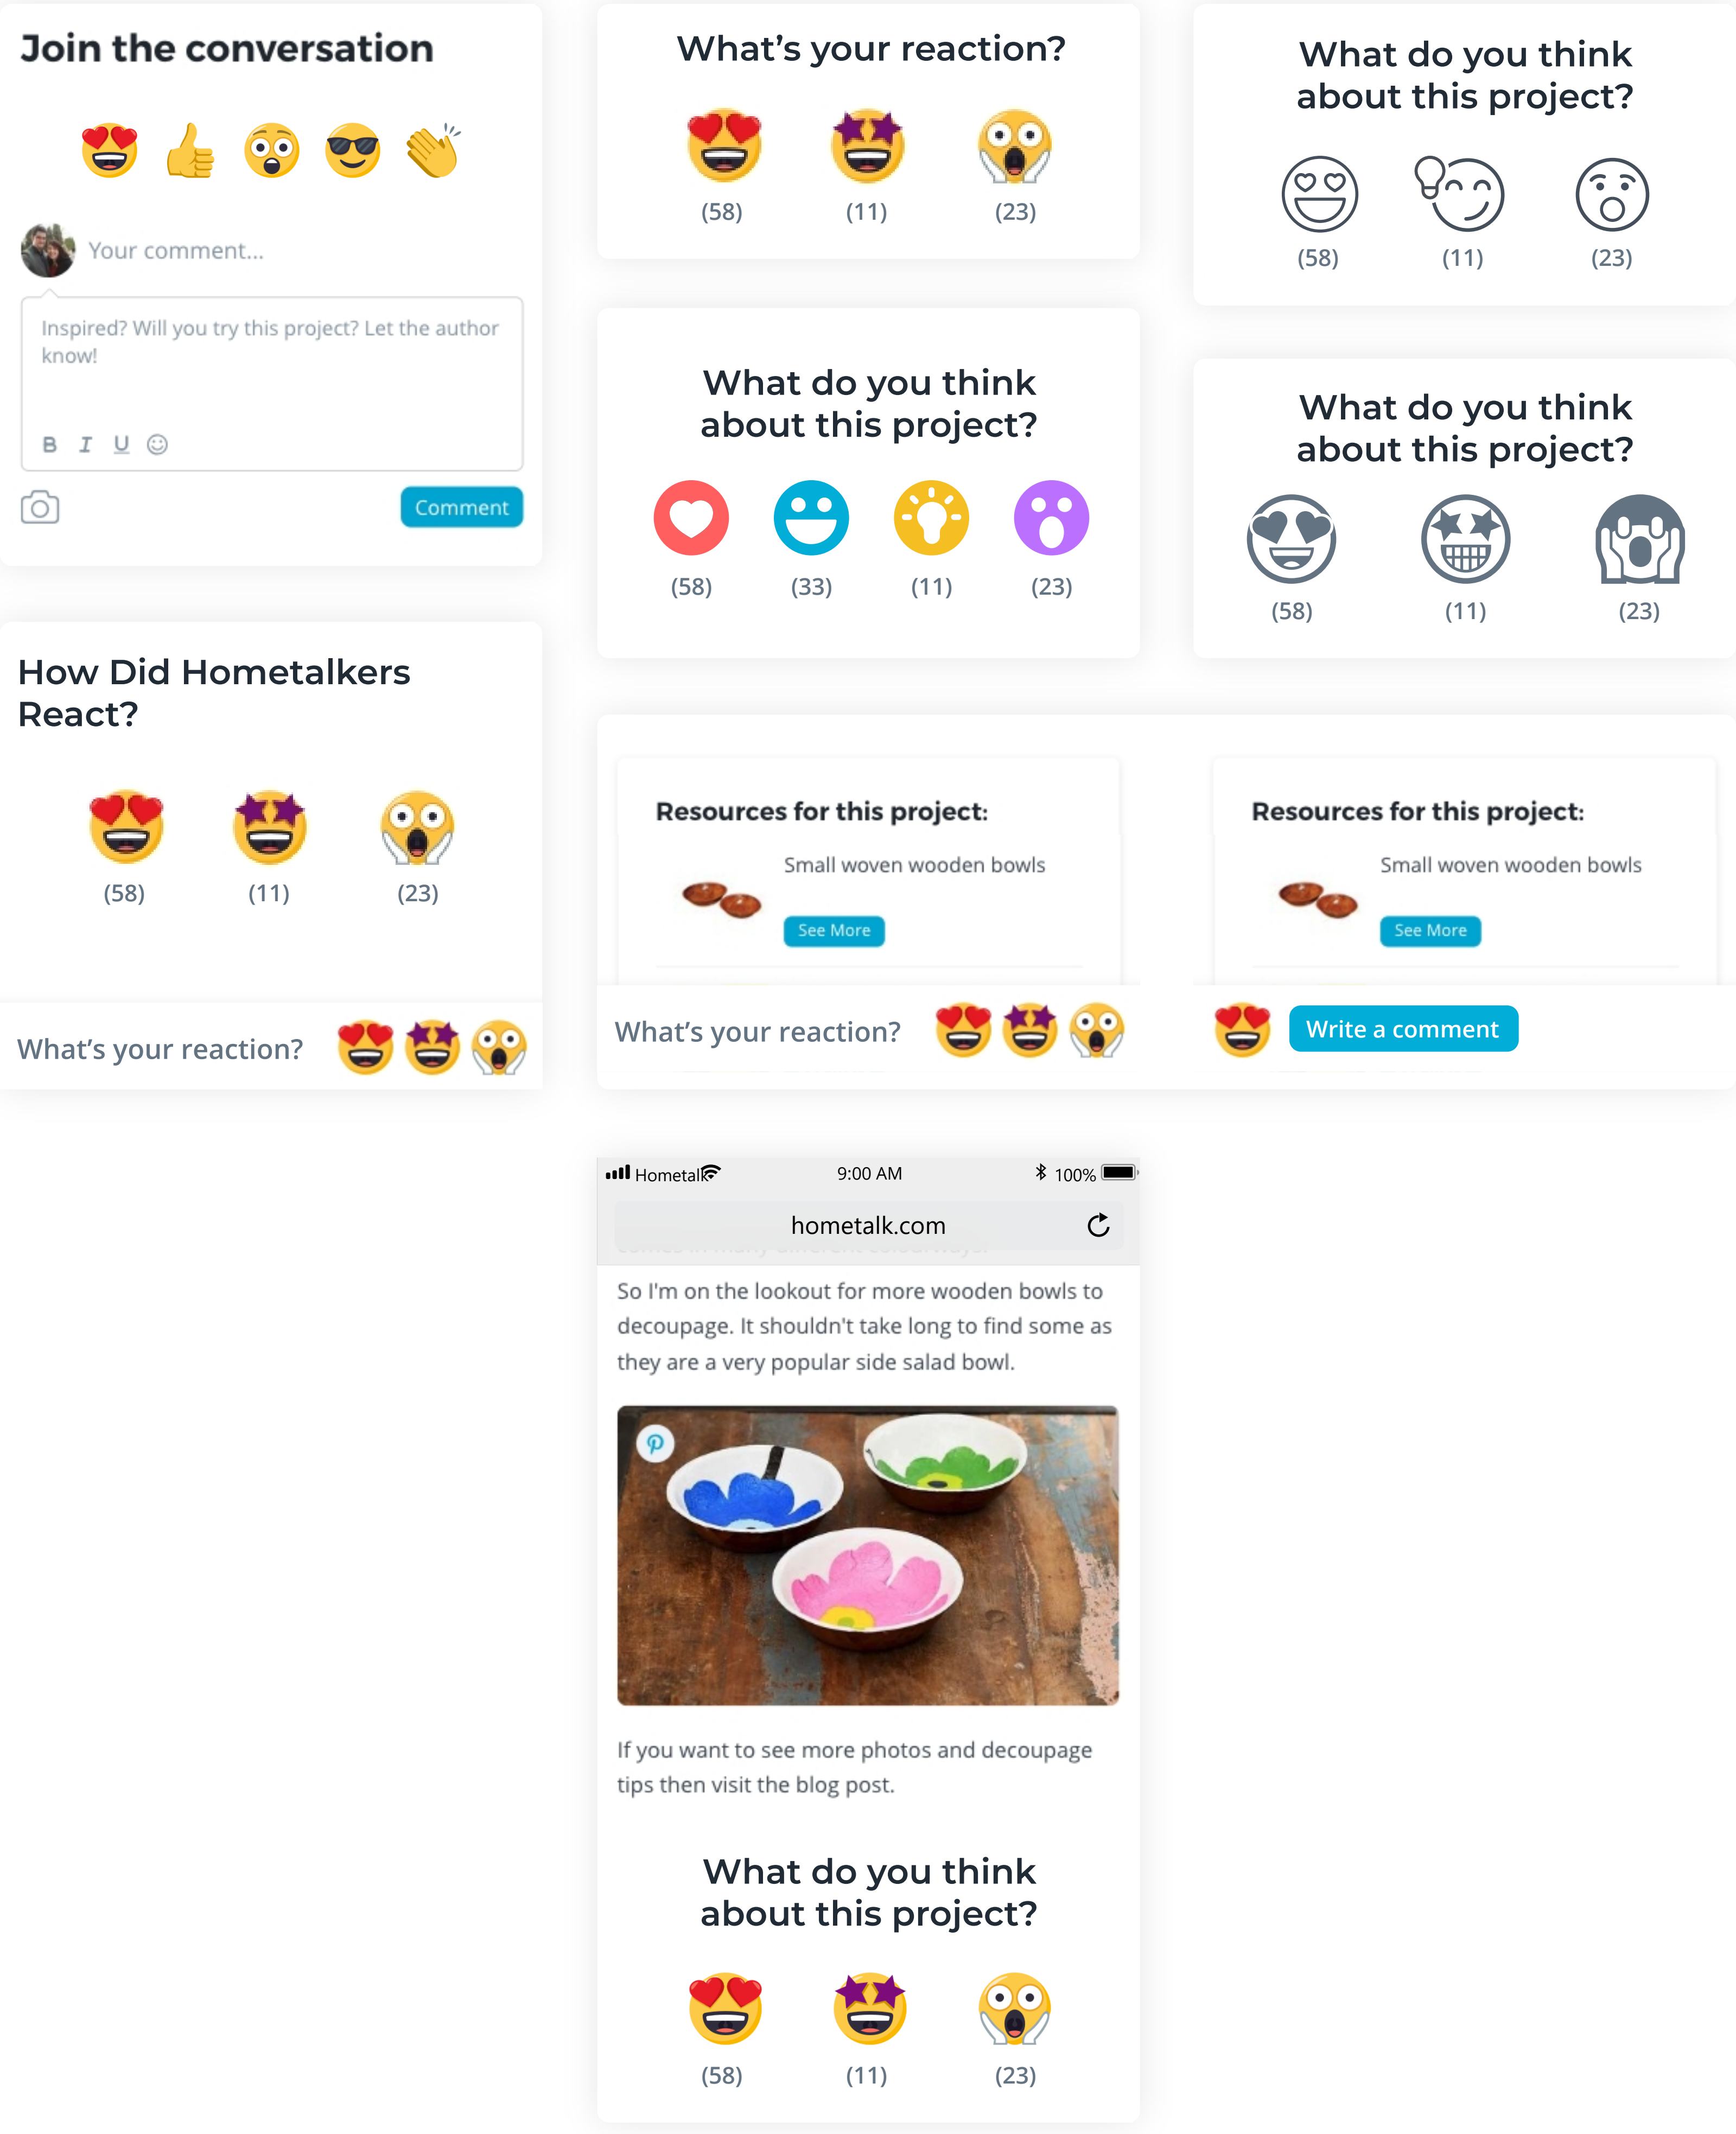 Join the conversation
Your comment...
Inspired? Will you try this project? Let the author
know!
B I U
Comment
How Did Hometalkers
React?
(58) (11) (23)
What's your reaction?
What's your reaction?
(58) (11) (23)
What do you think
about this project?
(58) (33) (11) (23)
What do you think
about this project?
(58) (11) (23)
What do you think
about this project?
(58) (11) (23)
Resources for this project:
Small woven wooden bowls
See More
What's your reaction?
Resources for this project:
Small woven wooden bowls
See More
Write a comment
Hometalk 9:00 AM 100%
hometalk.com
So I'm on the lookout for more wooden bowls to
decoupage. It shouldn't take long to find some as
they are a very popular side salad bowl.
If you want to see more photos and decoupage
tips then visit the blog post.
What do you think
about this project?
(58) (11) (23)